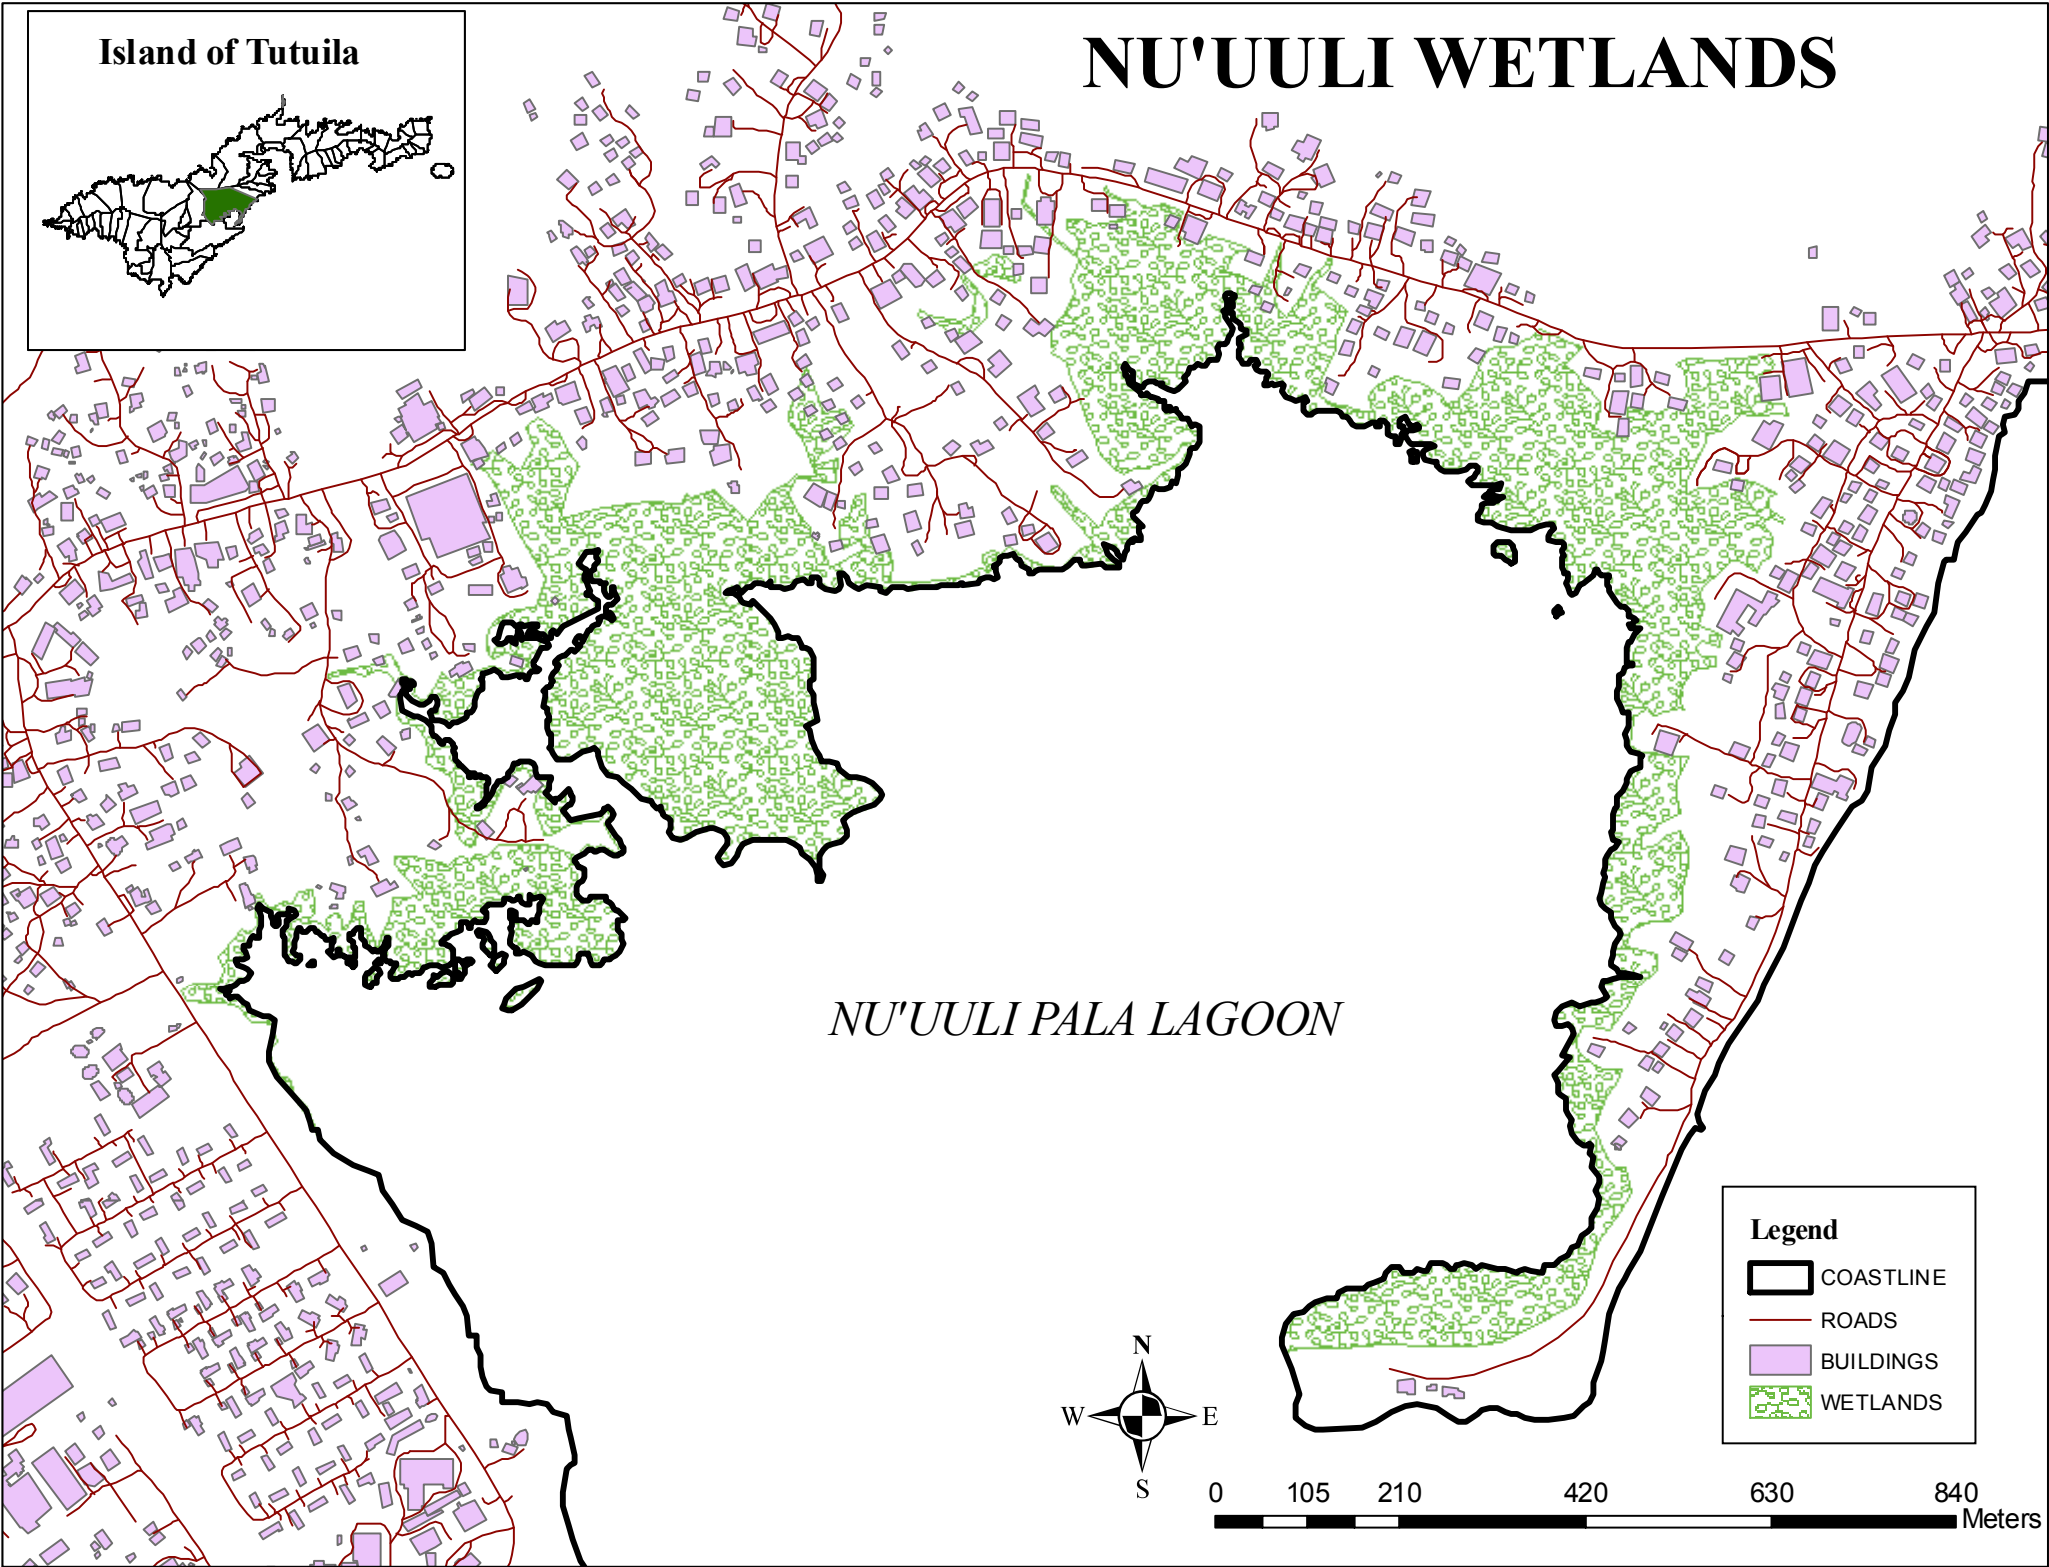 Island of Tutuila
NU'UULI WETLANDS
NU'UULI PALA LAGOON
Legend
COASTLINE
ROADS
BUILDINGS
WETLANDS
N
W E
S
0 105 210 420 630 840
Meters